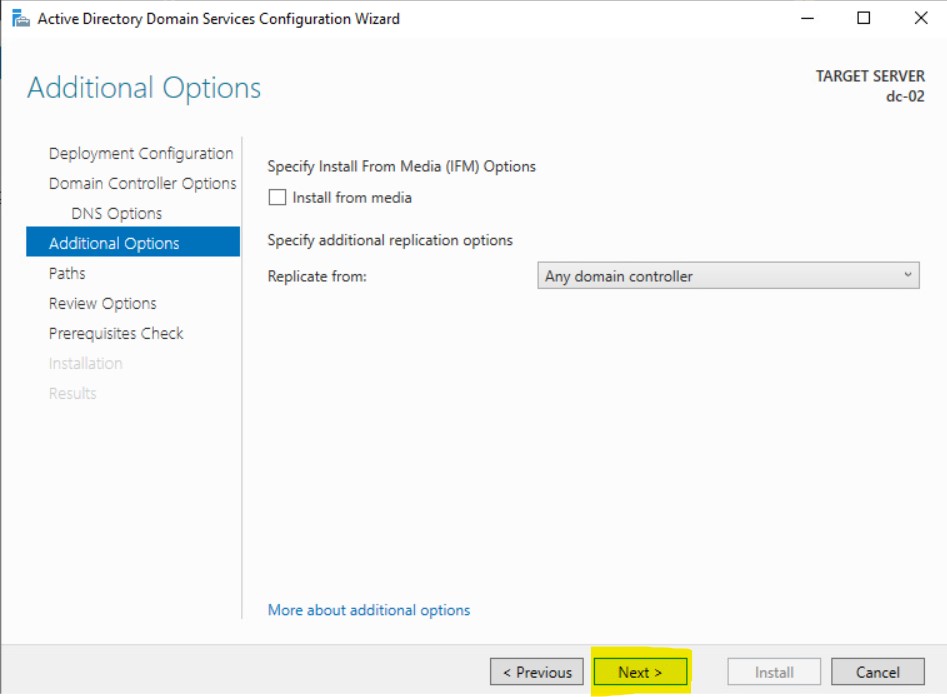 Active Directory Domain Services Configuration Wizard
Additional Options
TARGET SERVER
dc-02
Deployment Configuration
Domain Controller Options
DNS Options
Additional Options
Paths
Review Options
Prerequisites Check
Installation
Results
Specify Install From Media (IFM) Options
Install from media
Specify additional replication options
Replicate from: Any domain controller
More about additional options
< Previous Next > Install Cancel